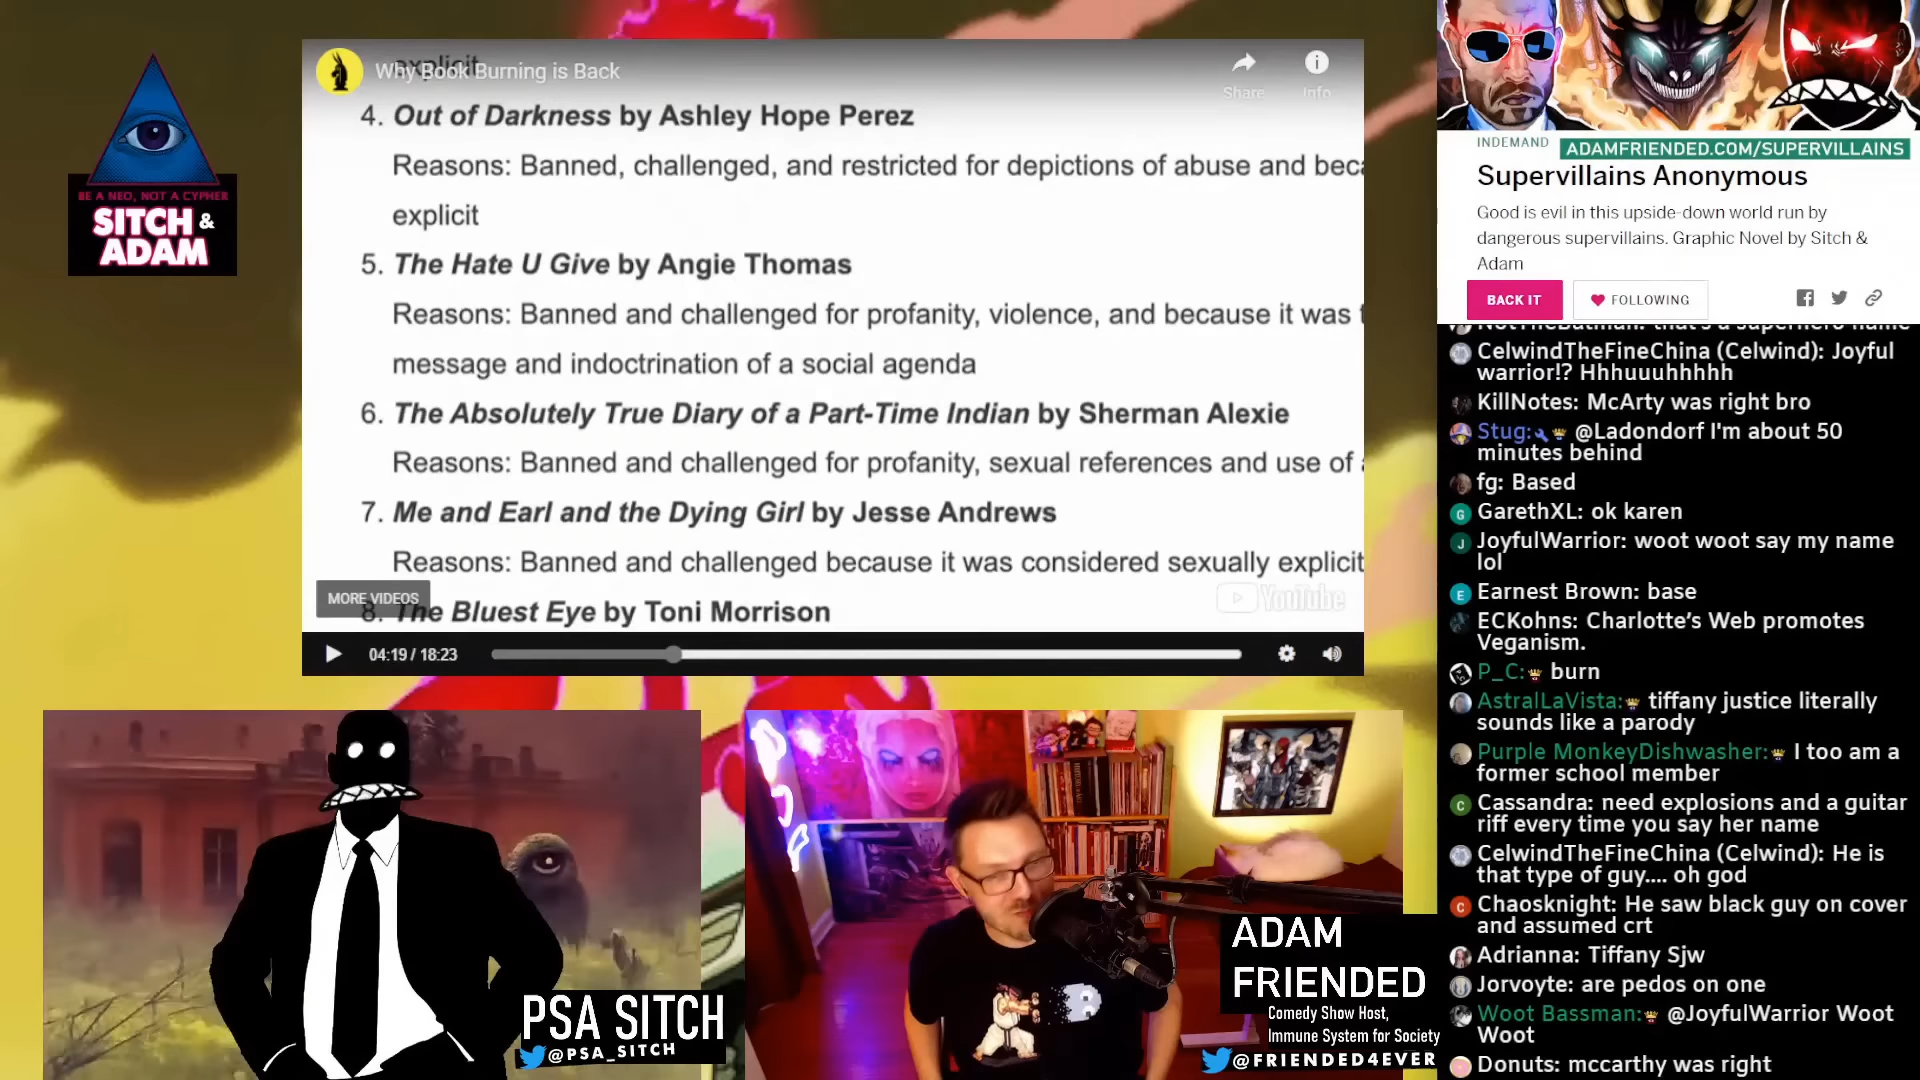 explicit
Why Book Burning is Back
Share
Info
4. Out of Darkness by Ashley Hope Perez
Reasons: Banned, challenged, and restricted for depictions of abuse and beca
explicit
5. The Hate U Give by Angie Thomas
Reasons: Banned and challenged for profanity, violence, and because it was t
message and indoctrination of a social agenda
6. The Absolutely True Diary of a Part-Time Indian by Sherman Alexie
Reasons: Banned and challenged for profanity, sexual references and use of a
7. Me and Earl and the Dying Girl by Jesse Andrews
Reasons: Banned and challenged because it was considered sexually explicit
MORE VIDEOS
YouTube
8. The Bluest Eye by Toni Morrison
04:19 / 18:23
BE A NEO, NOT A CYPHER
SITCH &
ADAM
PSA SITCH
@PSA_SITCH
ADAM
FRIENDED
Comedy Show Host,
Immune System for Society
@FRIENDED4EVER
INDEMAND
ADAMFRIENDED.COM/SUPERVILLAINS
Supervillains Anonymous
Good is evil in this upside-down world run by
dangerous supervillains. Graphic Novel by Sitch &
Adam
BACK IT
FOLLOWING
NotTheBatman: that's a superhero name
CelwindTheFineChina (Celwind): Joyful
warrior!? Hhhuuuhhhhh
KillNotes: McArty was right bro
Stug: @Ladondorf I'm about 50
minutes behind
fg: Based
GarethXL: ok karen
JoyfulWarrior: woot woot say my name
lol
Earnest Brown: base
ECKohns: Charlotte's Web promotes
Veganism.
P_C: burn
AstralLaVista: tiffany justice literally
sounds like a parody
Purple MonkeyDishwasher: I too am a
former school member
Cassandra: need explosions and a guitar
riff every time you say her name
CelwindTheFineChina (Celwind): He is
that type of guy.... oh god
Chaosknight: He saw black guy on cover
and assumed crt
Adrianna: Tiffany Sjw
Jorvoyte: are pedos on one
Woot Bassman: @JoyfulWarrior Woot
Woot
Donuts: mccarthy was right